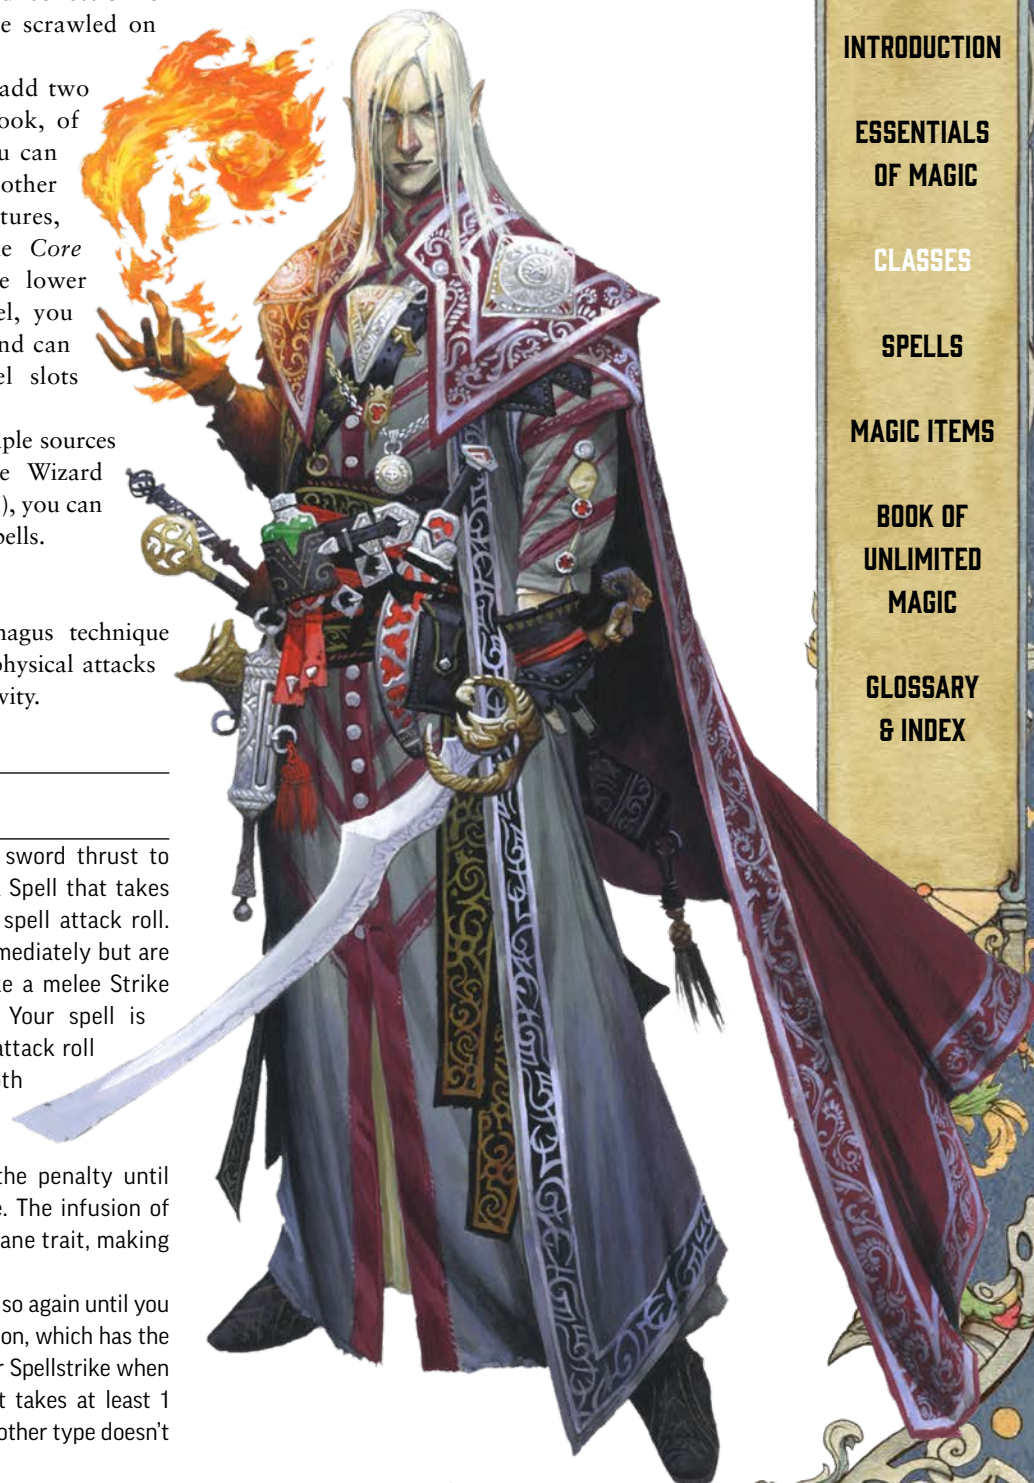 e scrawled on
add two
ook, of
u can
other
tures,
e Core
e lower
el, you
nd can
el slots
ple sources
e Wizard
), you can
pells.
nagus technique
physical attacks
vity.
sword thrust to
Spell that takes
spell attack roll.
mediately but are
ke a melee Strike
Your spell is
attack roll
oth
the penalty until
e. The infusion of
ane trait, making
so again until you
on, which has the
r Spellstrike when
t takes at least 1
other type doesn't
INTRODUCTION
ESSENTIALS
OF MAGIC
CLASSES
SPELLS
MAGIC ITEMS
BOOK OF
UNLIMITED
MAGIC
GLOSSARY
& INDEX